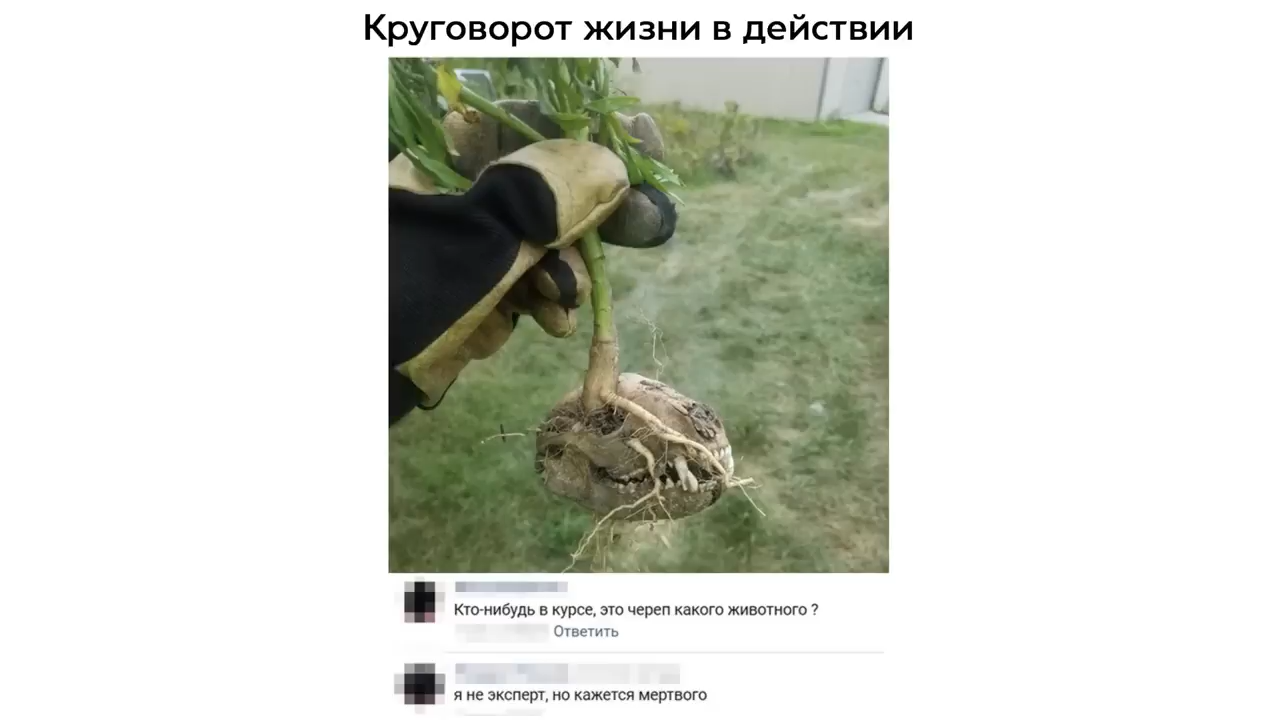 Круговорот жизни в действии
Кто-нибудь в курсе, это череп какого животного ?
Ответить
я не эксперт, но кажется мертвого